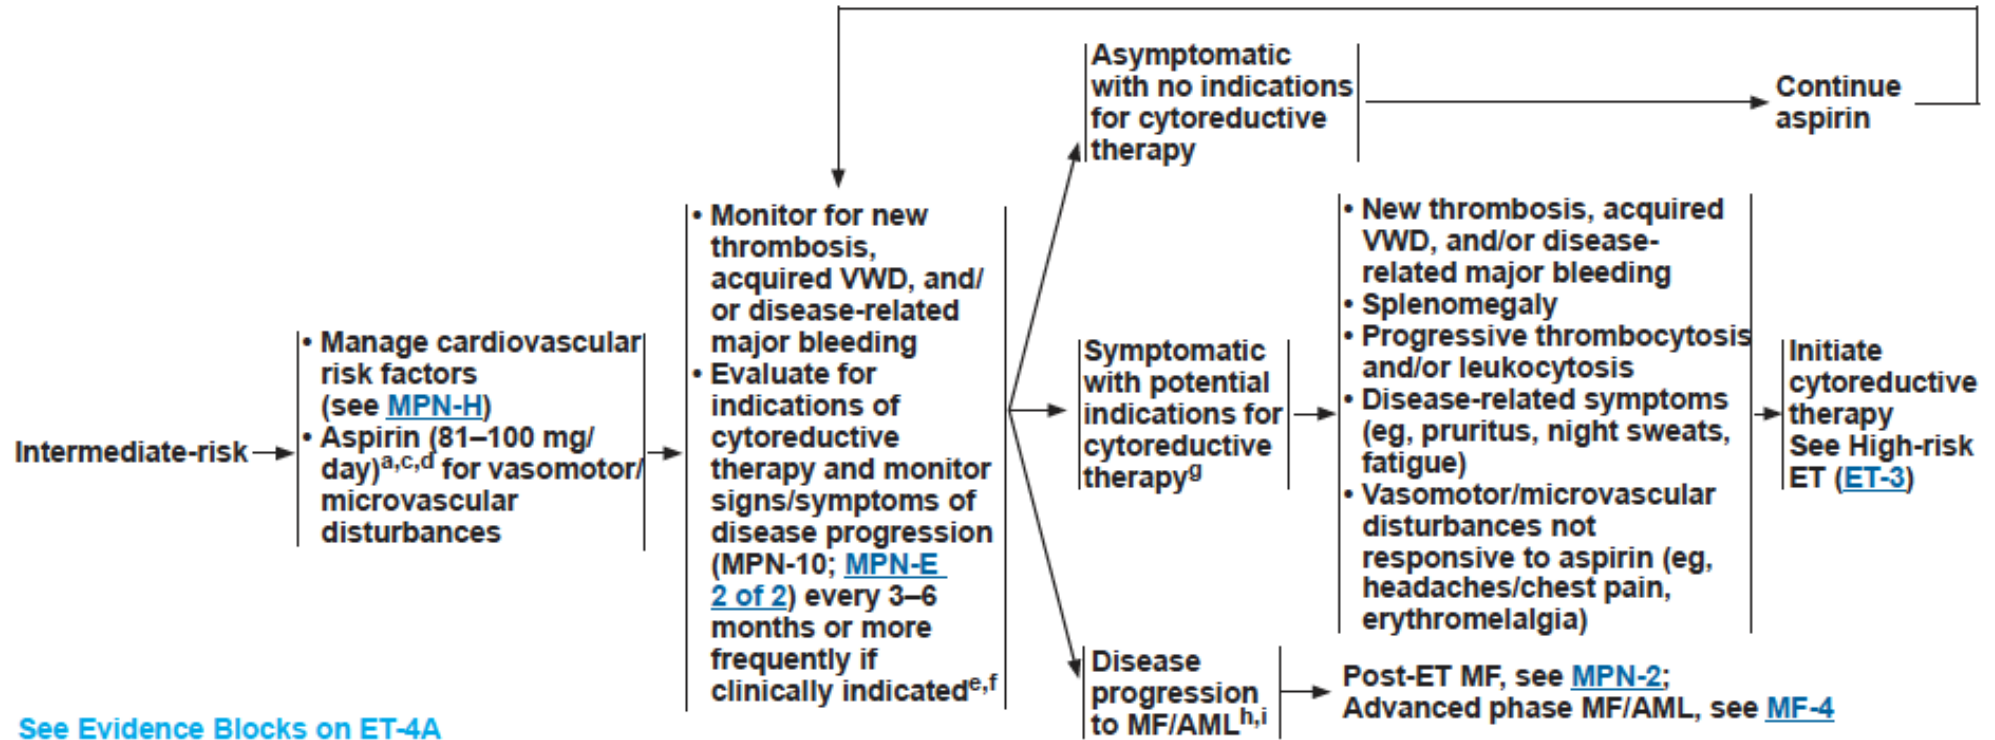 Intermediate-risk
• Manage cardiovascular
risk factors
(see MPN-H)
• Aspirin (81–100 mg/
day)a,c,d for vasomotor/
microvascular
disturbances
• Monitor for new
thrombosis,
acquired VWD, and/
or disease-related
major bleeding
• Evaluate for
indications of
cytoreductive
therapy and monitor
signs/symptoms of
disease progression
(MPN-10; MPN-E
2 of 2) every 3–6
months or more
frequently if
clinically indicatede,f
Asymptomatic
with no indications
for cytoreductive
therapy
Continue
aspirin
Symptomatic
with potential
indications for
cytoreductive
therapyg
• New thrombosis, acquired
VWD, and/or disease-
related major bleeding
• Splenomegaly
• Progressive thrombocytosis
and/or leukocytosis
• Disease-related symptoms
(eg, pruritus, night sweats,
fatigue)
• Vasomotor/microvascular
disturbances not
responsive to aspirin (eg,
headaches/chest pain,
erythromelalgia)
Initiate
cytoreductive
therapy
See High-risk
ET (ET-3)
Disease
progression
to MF/AMLh,i
Post-ET MF, see MPN-2;
Advanced phase MF/AML, see MF-4
See Evidence Blocks on ET-4A